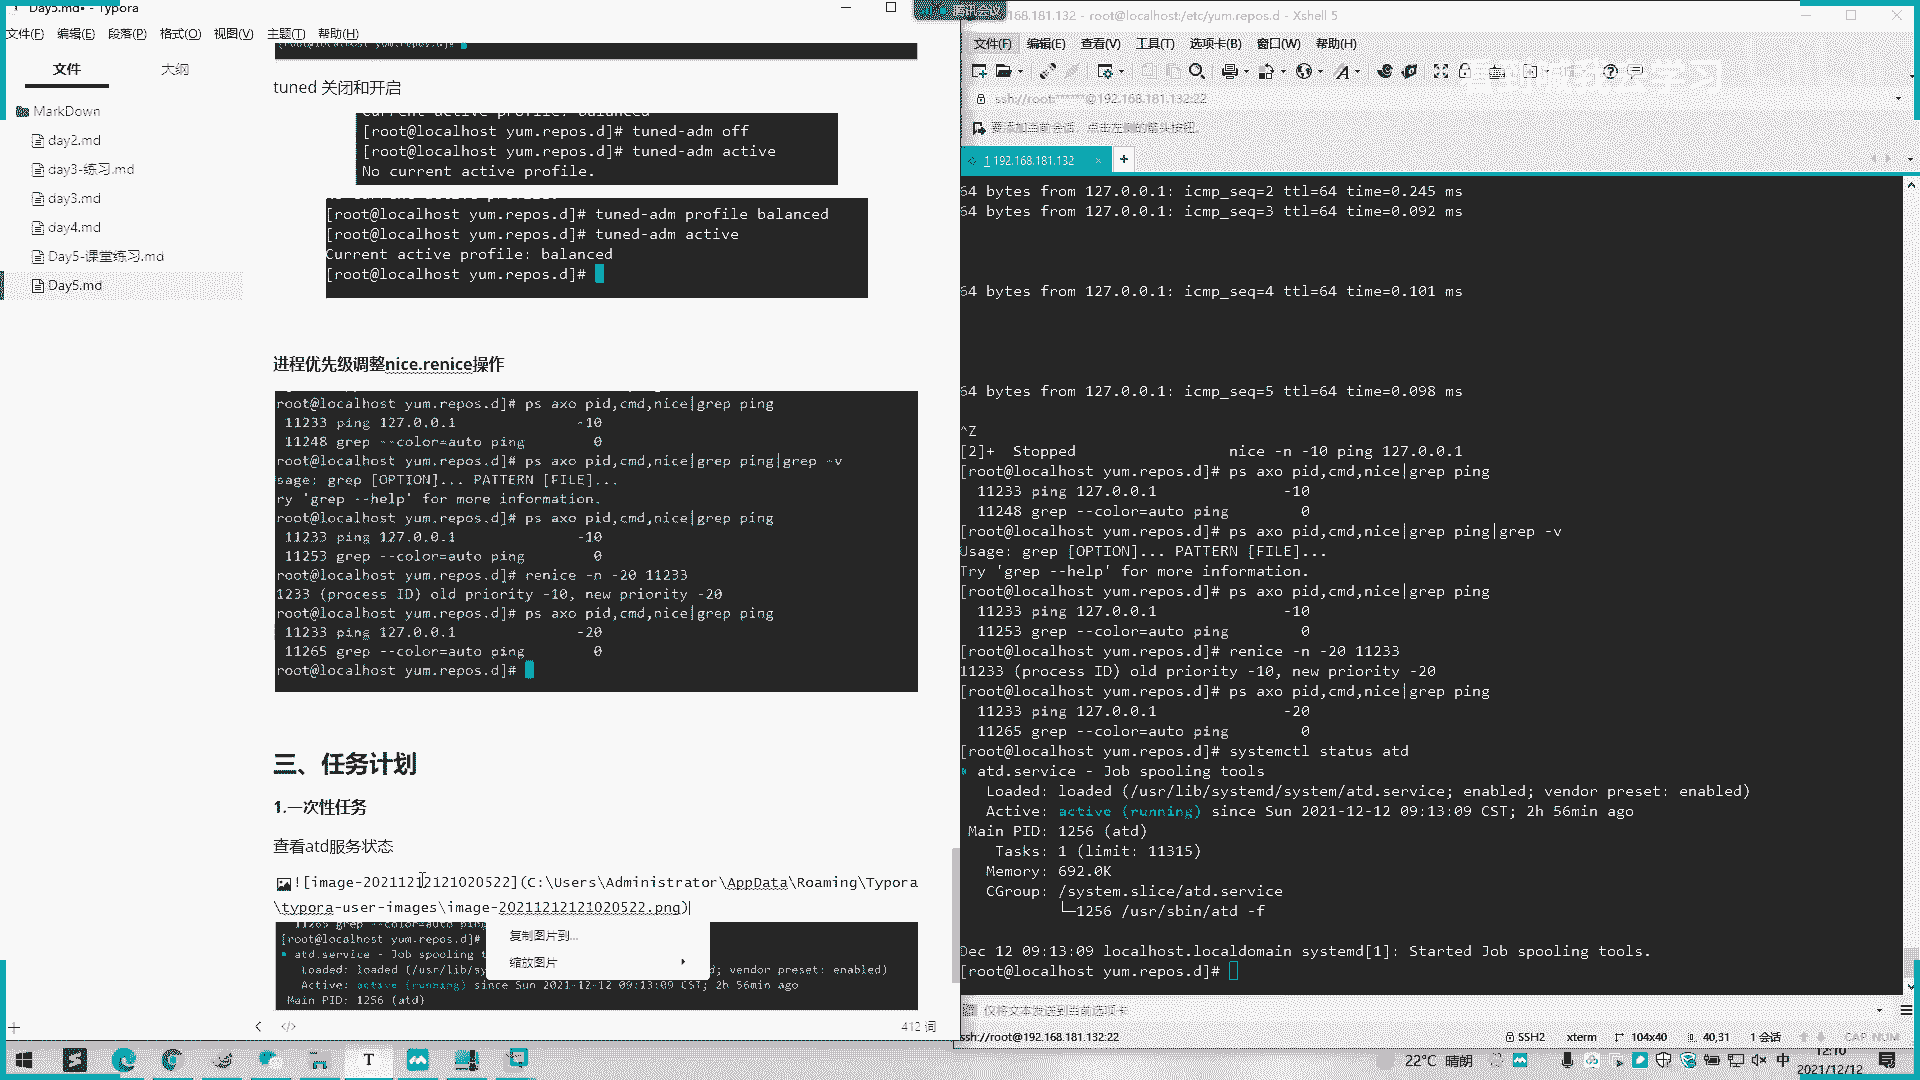 Day5.md• - Typora
文件(F) 编辑(E) 段落(P) 格式(O) 视图(V) 主题(T) 帮助(H)
文件 大纲
MarkDown
day2.md
day3-练习.md
day3.md
day4.md
Day5-课堂练习.md
Day5.md
tuned 关闭和开启
Current active profile: balanced
[root@localhost yum.repos.d]# tuned-adm off
[root@localhost yum.repos.d]# tuned-adm active
No current active profile.
[root@localhost yum.repos.d]# tuned-adm profile balanced
[root@localhost yum.repos.d]# tuned-adm active
Current active profile: balanced
[root@localhost yum.repos.d]#
进程优先级调整nice.renice操作
root@localhost yum.repos.d]# ps axo pid,cmd,nice|grep ping
11233 ping 127.0.0.1 -10
11248 grep --color=auto ping 0
root@localhost yum.repos.d]# ps axo pid,cmd,nice|grep ping|grep -v
sage: grep [OPTION]... PATTERN [FILE]...
ry 'grep --help' for more information.
root@localhost yum.repos.d]# ps axo pid,cmd,nice|grep ping
11233 ping 127.0.0.1 -10
11253 grep --color=auto ping 0
root@localhost yum.repos.d]# renice -n -20 11233
1233 (process ID) old priority -10, new priority -20
root@localhost yum.repos.d]# ps axo pid,cmd,nice|grep ping
11233 ping 127.0.0.1 -20
11265 grep --color=auto ping 0
root@localhost yum.repos.d]#
三、任务计划
1.一次性任务
查看atd服务状态
![image-20211212121020522](C:\Users\Administrator\AppData\Roaming\Typora
\typora-user-images\image-20211212121020522.png)
11265 grep --color=auto ping
[root@localhost yum.repos.d]#
atd.service - Job spooling t
Loaded: loaded (/usr/lib/sy d; vendor preset: enabled)
Active: active (running) since Sun 2021-12-12 09:13:09 CST; 2h 56min ago
Main PID: 1256 (atd)
复制图片到...
缩放图片
412 词
168.181.132 - root@localhost:/etc/yum.repos.d - Xshell 5
文件(F) 编辑(E) 查看(V) 工具(T) 选项卡(B) 窗口(W) 帮助(H)
ssh://root:******@192.168.181.132:22
要添加当前会话，点击左侧的箭头按钮。
1 192.168.181.132
64 bytes from 127.0.0.1: icmp_seq=2 ttl=64 time=0.245 ms
64 bytes from 127.0.0.1: icmp_seq=3 ttl=64 time=0.092 ms
64 bytes from 127.0.0.1: icmp_seq=4 ttl=64 time=0.101 ms
64 bytes from 127.0.0.1: icmp_seq=5 ttl=64 time=0.098 ms
^Z
[2]+ Stopped nice -n -10 ping 127.0.0.1
[root@localhost yum.repos.d]# ps axo pid,cmd,nice|grep ping
11233 ping 127.0.0.1 -10
11248 grep --color=auto ping 0
[root@localhost yum.repos.d]# ps axo pid,cmd,nice|grep ping|grep -v
Usage: grep [OPTION]... PATTERN [FILE]...
Try 'grep --help' for more information.
[root@localhost yum.repos.d]# ps axo pid,cmd,nice|grep ping
11233 ping 127.0.0.1 -10
11253 grep --color=auto ping 0
[root@localhost yum.repos.d]# renice -n -20 11233
11233 (process ID) old priority -10, new priority -20
[root@localhost yum.repos.d]# ps axo pid,cmd,nice|grep ping
11233 ping 127.0.0.1 -20
11265 grep --color=auto ping 0
[root@localhost yum.repos.d]# systemctl status atd
atd.service - Job spooling tools
Loaded: loaded (/usr/lib/systemd/system/atd.service; enabled; vendor preset: enabled)
Active: active (running) since Sun 2021-12-12 09:13:09 CST; 2h 56min ago
Main PID: 1256 (atd)
Tasks: 1 (limit: 11315)
Memory: 692.0K
CGroup: /system.slice/atd.service
└─1256 /usr/sbin/atd -f
Dec 12 09:13:09 localhost.localdomain systemd[1]: Started Job spooling tools.
[root@localhost yum.repos.d]#
仅将文本发送到当前选项卡
ssh://root@192.168.181.132:22 SSH2 xterm 104x40 40,31 1 会话 CAP NUM
22°C 晴朗 中 12:10
2021/12/12